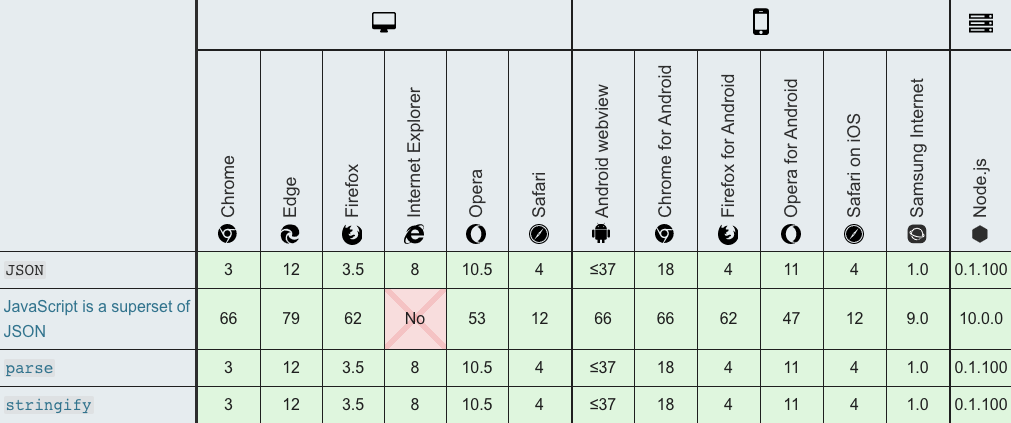 Chrome
Edge
Firefox
Internet Explorer
Opera
Safari
Android webview
Chrome for Android
Firefox for Android
Opera for Android
Safari on iOS
Samsung Internet
Node.js
JSON 3 12 3.5 8 10.5 4 ≤37 18 4 11 4 1.0 0.1.100
JavaScript is a superset of
JSON 66 79 62 No 53 12 66 66 62 47 12 9.0 10.0.0
parse 3 12 3.5 8 10.5 4 ≤37 18 4 11 4 1.0 0.1.100
stringify 3 12 3.5 8 10.5 4 ≤37 18 4 11 4 1.0 0.1.100